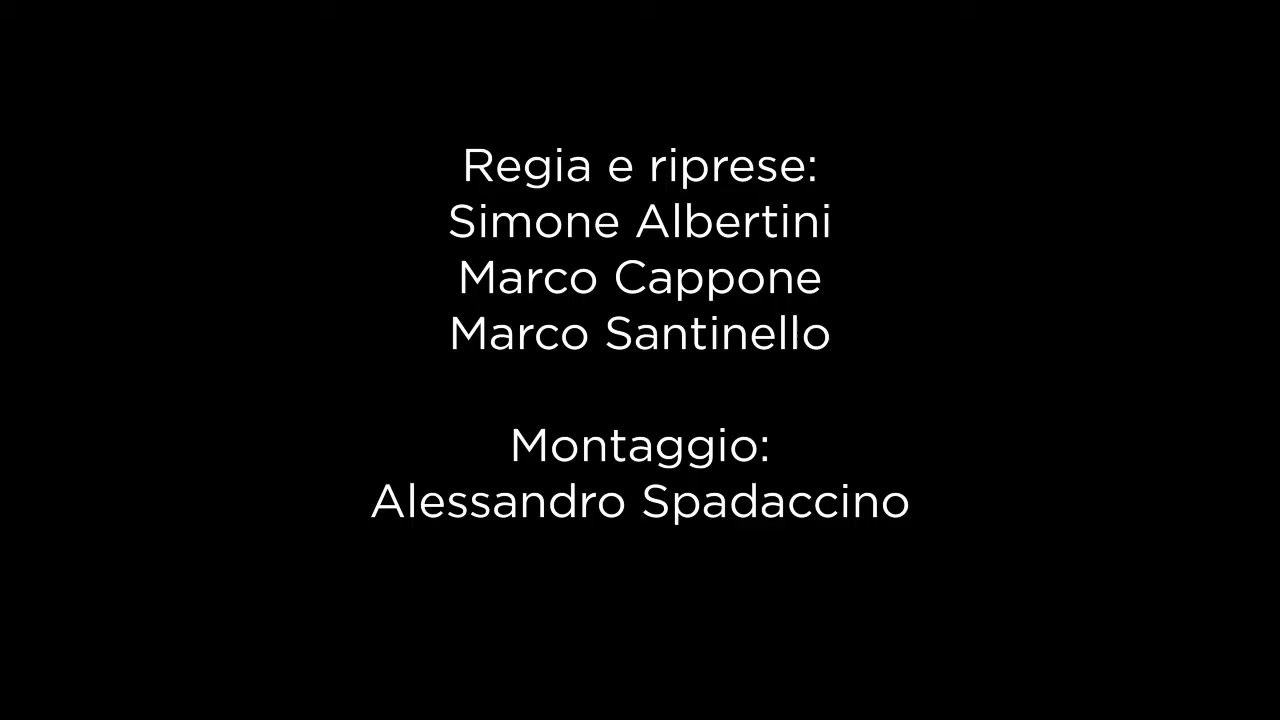 Regia e riprese:
Simone Albertini
Marco Cappone
Marco Santinello
Montaggio:
Alessandro Spadaccino